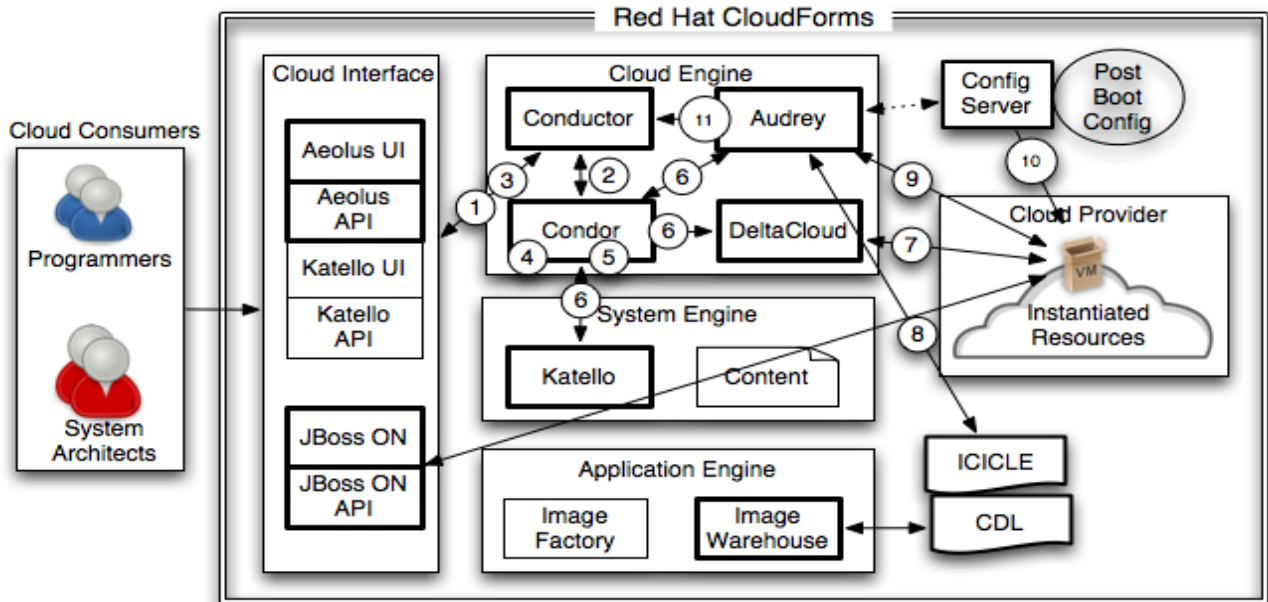 Red Hat CloudForms
Cloud Consumers
Programmers
System
Architects
Cloud Interface
Aeolus UI
Aeolus
API
Katello UI
Katello
API
JBoss ON
JBoss ON
API
Cloud Engine
Conductor
11
Audrey
1
3
2
6
Condor
6
DeltaCloud
4
5
6
System Engine
Katello
Content
Application Engine
Image
Factory
Image
Warehouse
Config
Server
Post
Boot
Config
10
9
7
8
Cloud Provider
VM
Instantiated
Resources
ICICLE
CDL